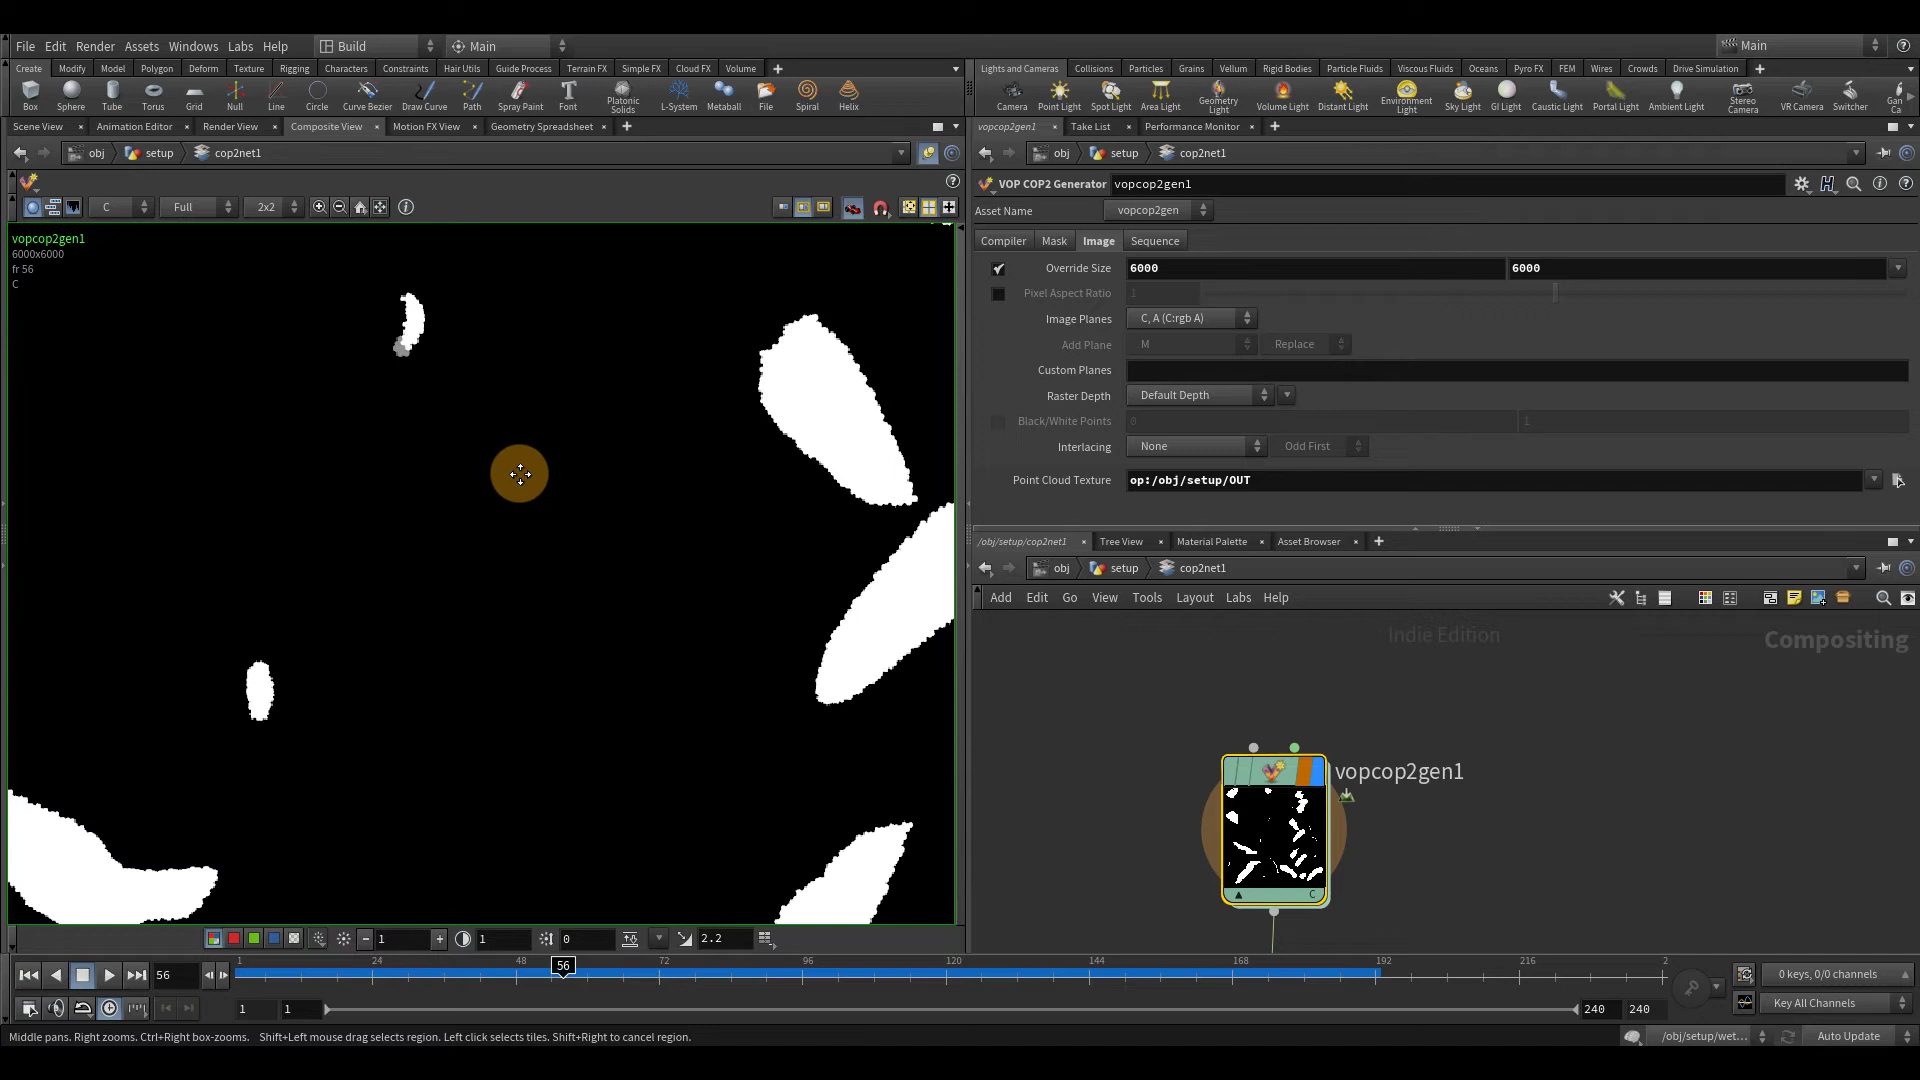 File Edit Render Assets Windows Labs Help Build Main Main
Create Modify Model Polygon Deform Texture Rigging Characters Constraints Hair Utils Guide Process Terrain FX Simple FX Cloud FX Volume
Lights and Cameras Collisions Particles Grains Vellum Rigid Bodies Particle Fluids Viscous Fluids Oceans Pyro FX FEM Wires Crowds Drive Simulation
Box Sphere Tube Torus Grid Null Line Circle Curve Bezier Draw Curve Path Spray Paint Font Platonic Solids L-System Metaball File Spiral Helix
Camera Point Light Spot Light Area Light Geometry Light Volume Light Distant Light Environment Light Sky Light GI Light Caustic Light Portal Light Ambient Light Stereo Camera VR Camera Switcher
Scene View Animation Editor Render View Composite View Motion FX View Geometry Spreadsheet
vopcop2gen1 Take List Performance Monitor
obj setup cop2net1
obj setup cop2net1
VOP COP2 Generator vopcop2gen1
Asset Name vopcop2gen
C Full 2x2
Compiler Mask Image Sequence
vopcop2gen1
6000x6000
fr 56
C
Override Size 6000 6000
Pixel Aspect Ratio 1
Image Planes C, A (C:rgb A)
Add Plane M Replace
Custom Planes
Raster Depth Default Depth
Black/White Points 0 1
Interlacing None Odd First
Point Cloud Texture op:/obj/setup/OUT
/obj/setup/cop2net1 Tree View Material Palette Asset Browser
obj setup cop2net1
Add Edit Go View Tools Layout Labs Help
Indie Edition
Compositing
vopcop2gen1
C
1 1 0 2.2
56 1 24 48 56 72 96 120 144 168 192 216 2
0 keys, 0/0 channels
1 1 240 240 Key All Channels
Middle pans. Right zooms. Ctrl+Right box-zooms. Shift+Left mouse drag selects region. Left click selects tiles. Shift+Right to cancel region.
/obj/setup/wet... Auto Update